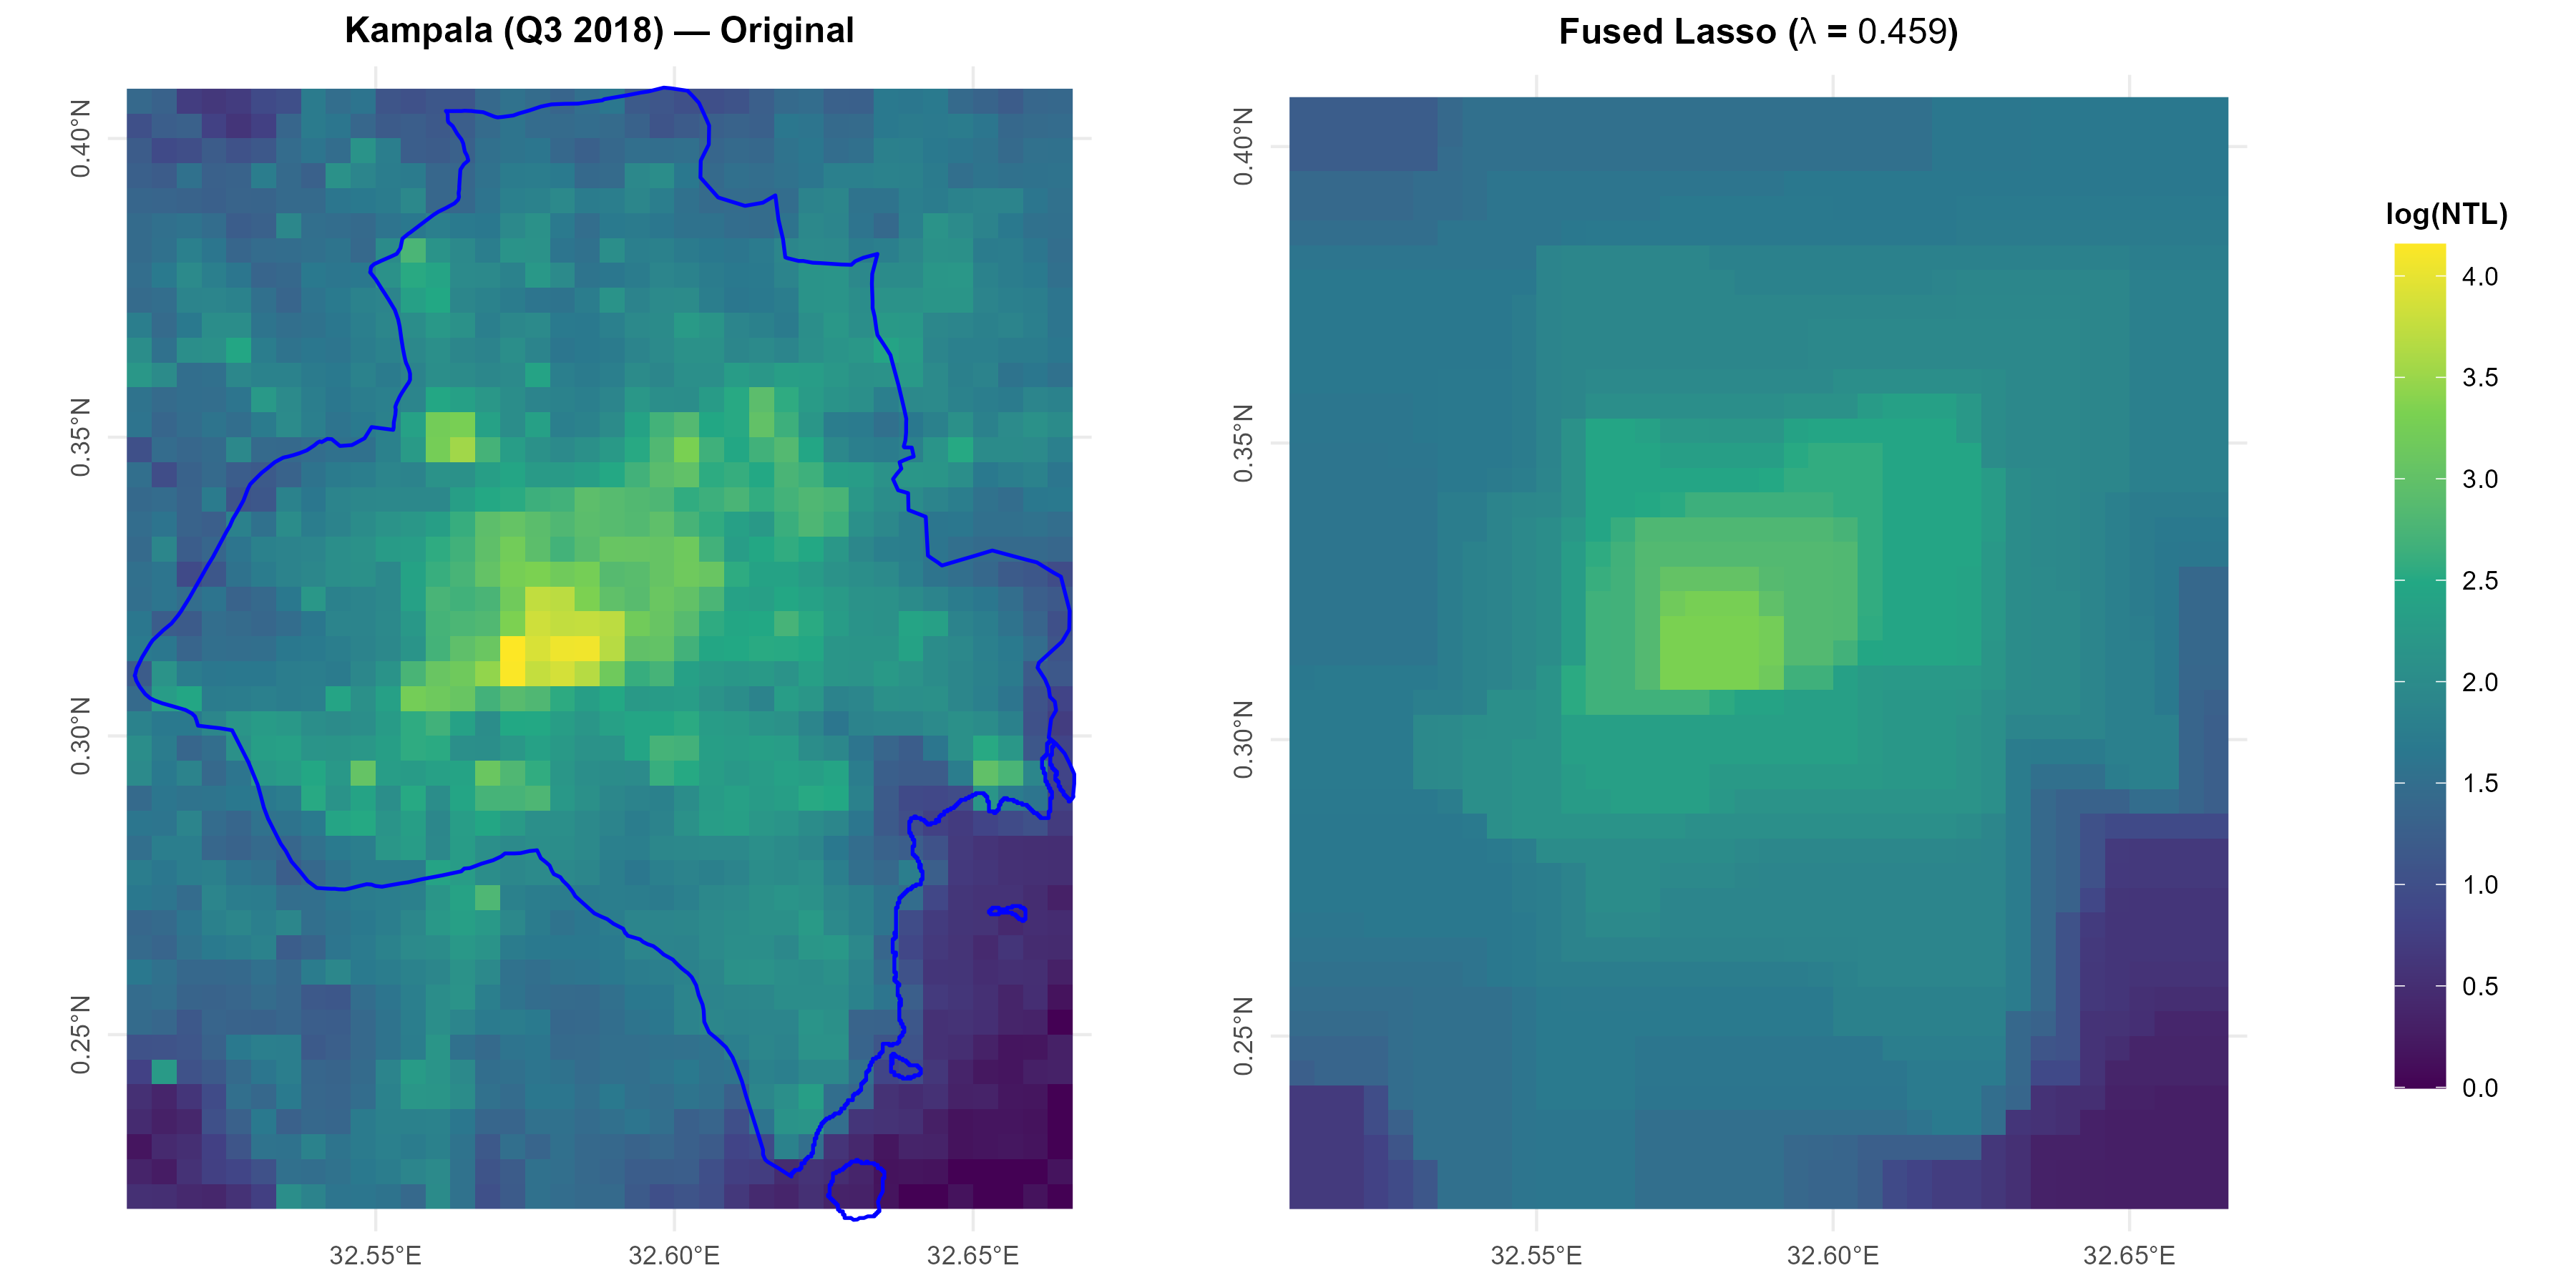 Kampala (Q3 2018) — Original
0.40°N
0.35°N
0.30°N
0.25°N
32.55°E
32.60°E
32.65°E
Fused Lasso (λ = 0.459)
0.40°N
0.35°N
0.30°N
0.25°N
32.55°E
32.60°E
32.65°E
log(NTL)
4.0
3.5
3.0
2.5
2.0
1.5
1.0
0.5
0.0